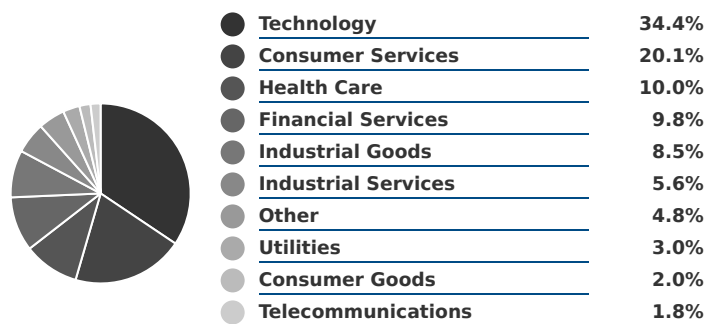 Technology 34.4%
Consumer Services 20.1%
Health Care 10.0%
Financial Services 9.8%
Industrial Goods 8.5%
Industrial Services 5.6%
Other 4.8%
Utilities 3.0%
Consumer Goods 2.0%
Telecommunications 1.8%